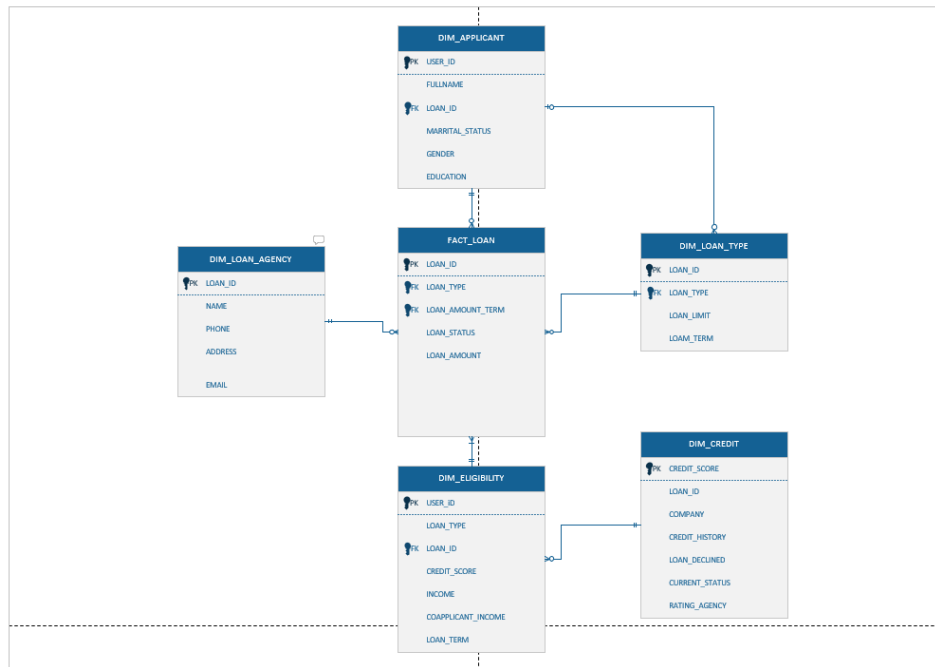 DIM_APPLICANT
PK USER_ID
FULLNAME
FK LOAN_ID
MARRITAL_STATUS
GENDER
EDUCATION
DIM_LOAN_AGENCY
PK LOAN_ID
NAME
PHONE
ADDRESS
EMAIL
FACT_LOAN
PK LOAN_ID
FK LOAN_TYPE
FK LOAN_AMOUNT_TERM
LOAN_STATUS
LOAN_AMOUNT
DIM_LOAN_TYPE
PK LOAN_ID
FK LOAN_TYPE
LOAN_LIMIT
LOAM_TERM
DIM_ELIGIBILITY
PK USER_iD
LOAN_TYPE
FK LOAN_ID
CREDIT_SCORE
INCOME
COAPPLICANT_INCOME
LOAN_TERM
DIM_CREDIT
PK CREDIT_SCORE
LOAN_ID
COMPANY
CREDIT_HISTORY
LOAN_DECLINED
CURRENT_STATUS
RATING_AGENCY